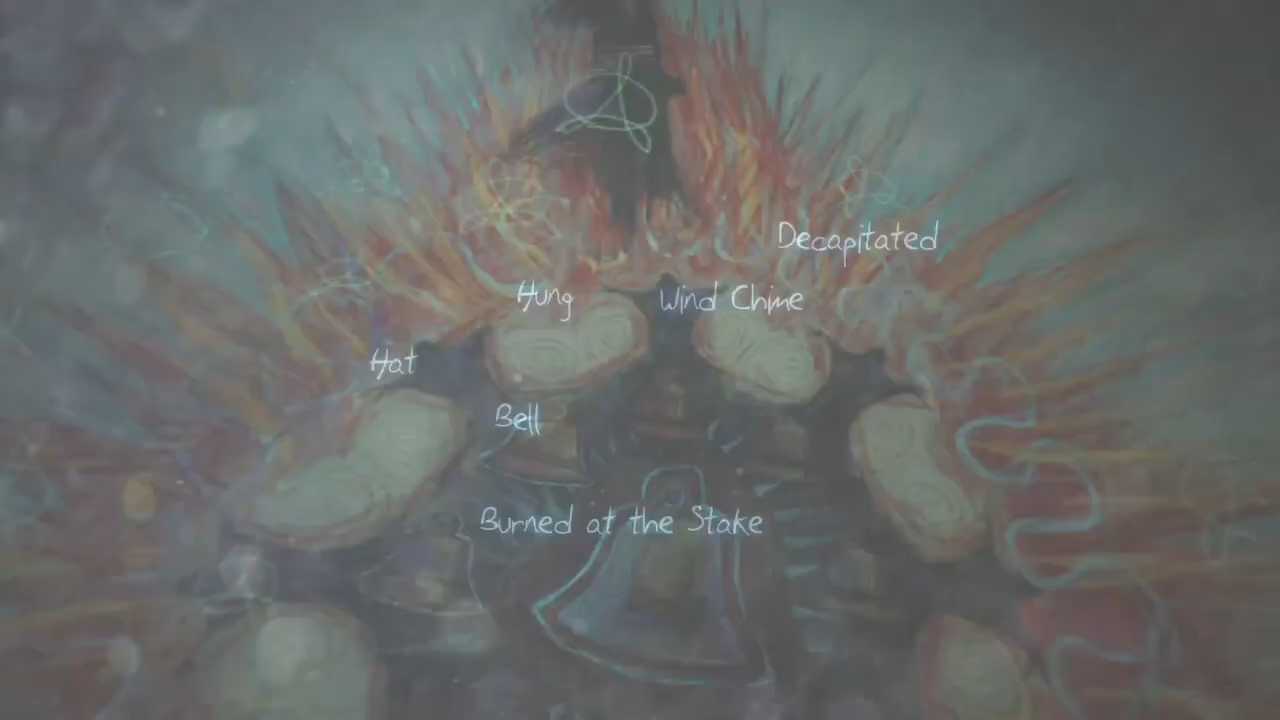 Decapitated
Hung
Wind Chime
Hat
Bell
Burned at the Stake